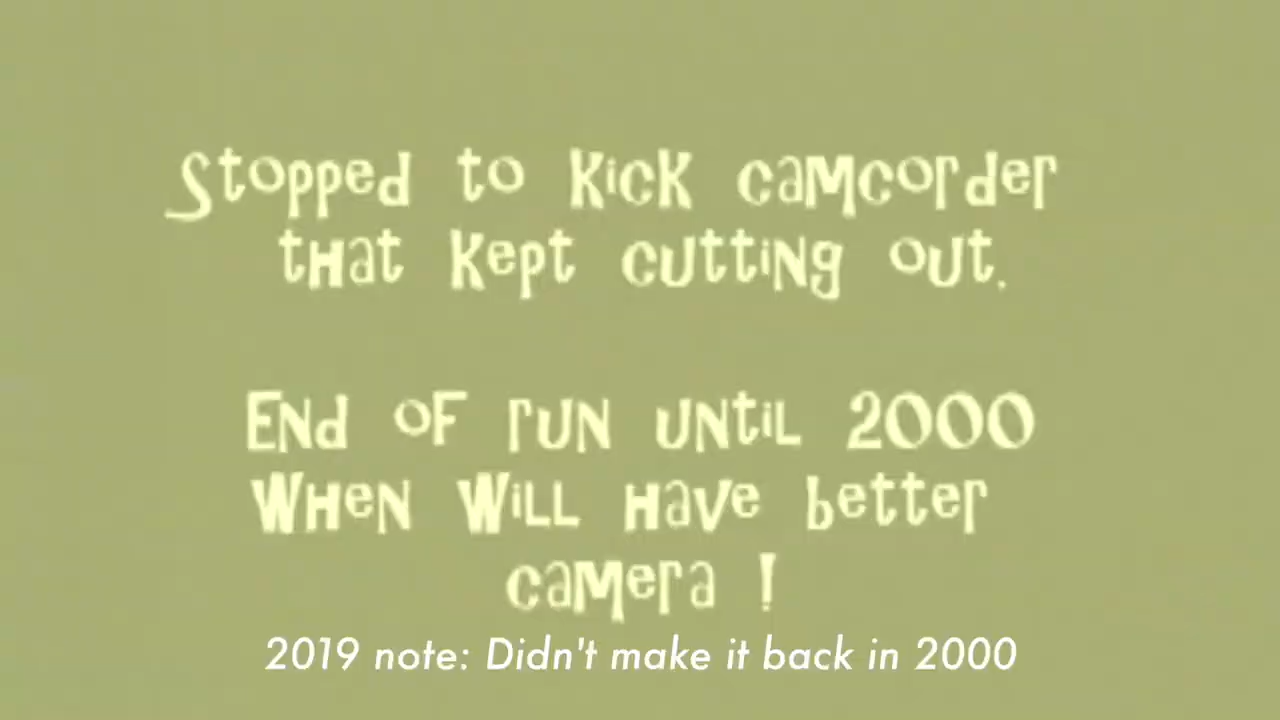 Stopped to kick camcorder
that kept cutting out.
End of run until 2000
When will have better
camera !
2019 note: Didn't make it back in 2000